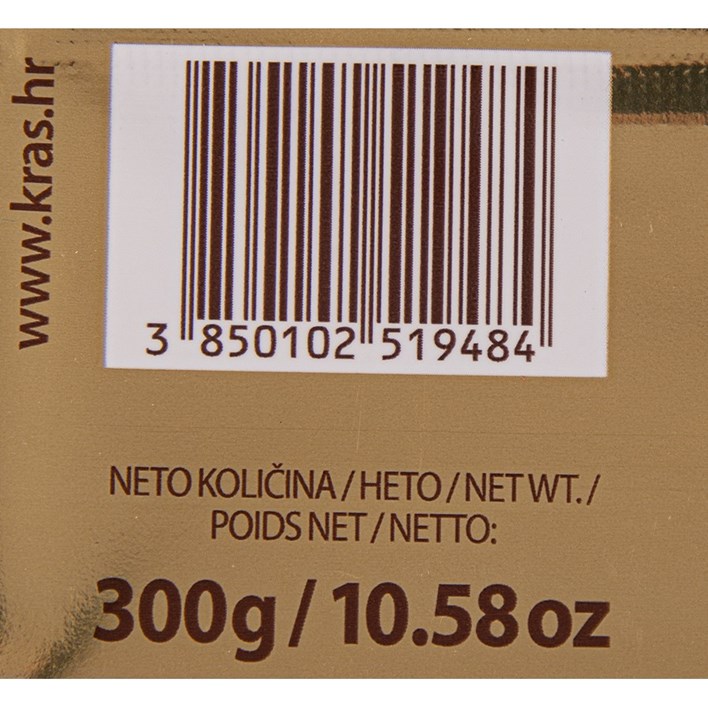 www.kras.hr
3 850102 519484
NETO KOLIČINA / НЕТО / NET WT. /
POIDS NET / NETTO:
300g / 10.58 oz